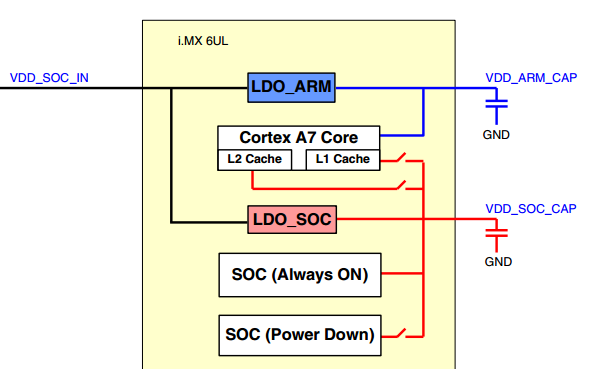 i.MX 6UL
VDD_SOC_IN
LDO_ARM
VDD_ARM_CAP
GND
Cortex A7 Core
L2 Cache
L1 Cache
LDO_SOC
VDD_SOC_CAP
GND
SOC (Always ON)
SOC (Power Down)